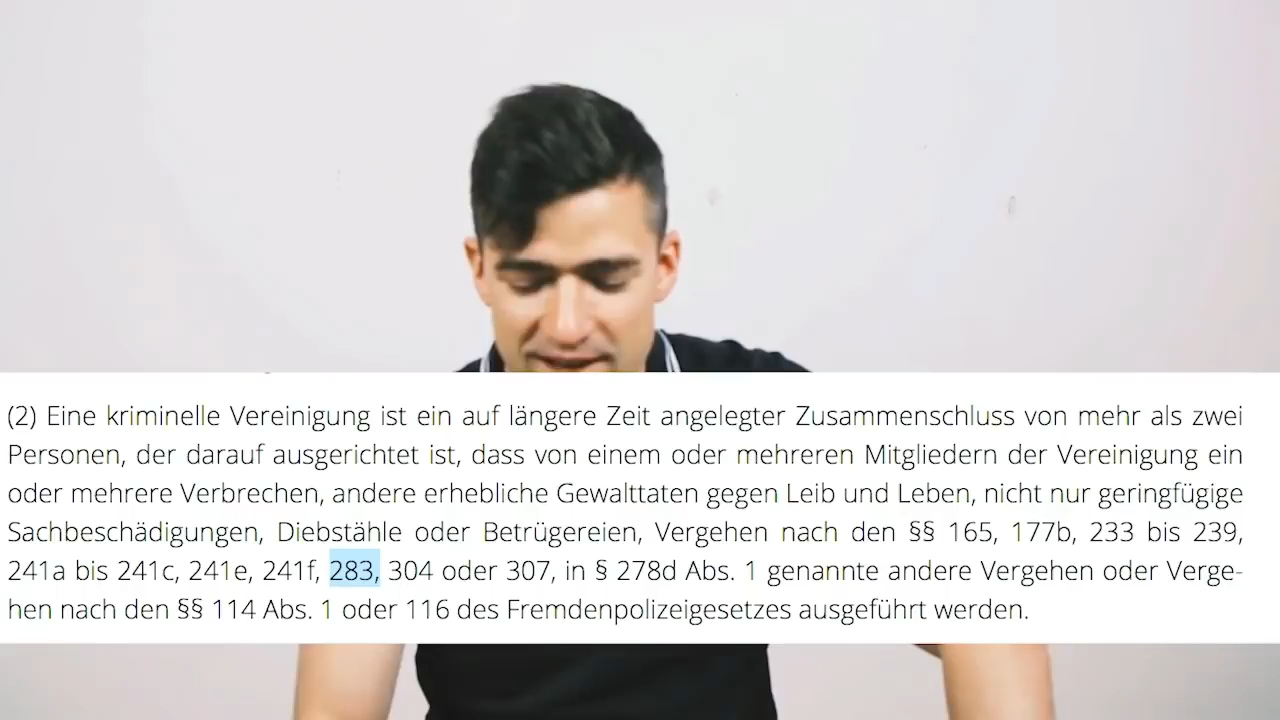 (2) Eine kriminelle Vereinigung ist ein auf längere Zeit angelegter Zusammenschluss von mehr als zwei
Personen, der darauf ausgerichtet ist, dass von einem oder mehreren Mitgliedern der Vereinigung ein
oder mehrere Verbrechen, andere erhebliche Gewalttaten gegen Leib und Leben, nicht nur geringfügige
Sachbeschädigungen, Diebstähle oder Betrügereien, Vergehen nach den §§ 165, 177b, 233 bis 239,
241a bis 241c, 241e, 241f, 283, 304 oder 307, in § 278d Abs. 1 genannte andere Vergehen oder Verge-
hen nach den §§ 114 Abs. 1 oder 116 des Fremdenpolizeigesetzes ausgeführt werden.